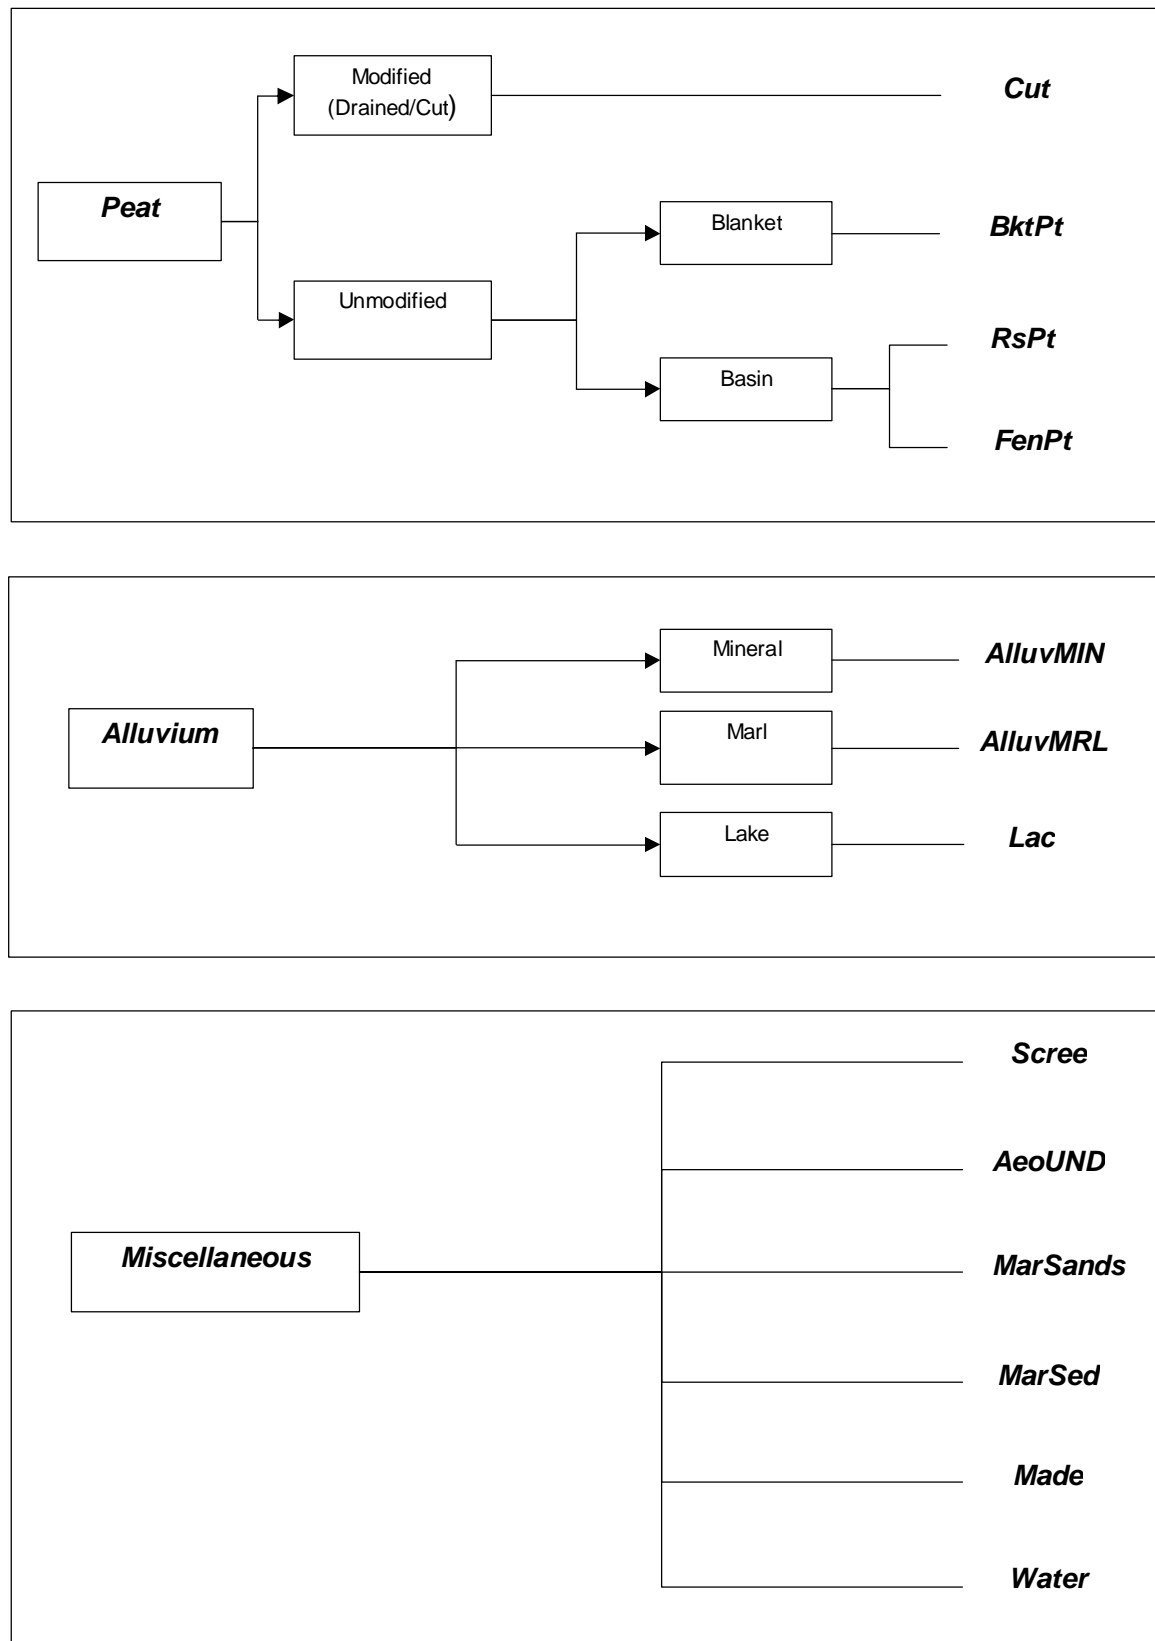 Modified
(Drained/Cut)
Cut
Peat
Blanket
BktPt
Unmodified
RsPt
Basin
FenPt
Mineral
AlluvMIN
Alluvium
Marl
AlluvMRL
Lake
Lac
Scree
AeoUND
Miscellaneous
MarSands
MarSed
Made
Water